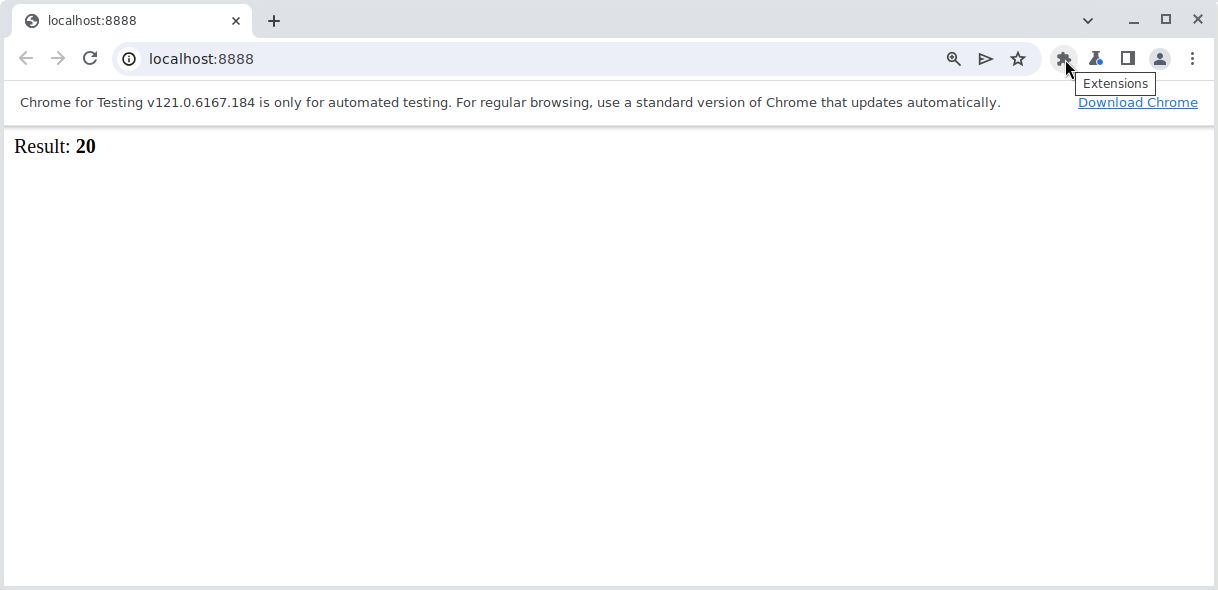 localhost:8888
localhost:8888
Extensions
Chrome for Testing v121.0.6167.184 is only for automated testing. For regular browsing, use a standard version of Chrome that updates automatically.
Download Chrome
Result: 20